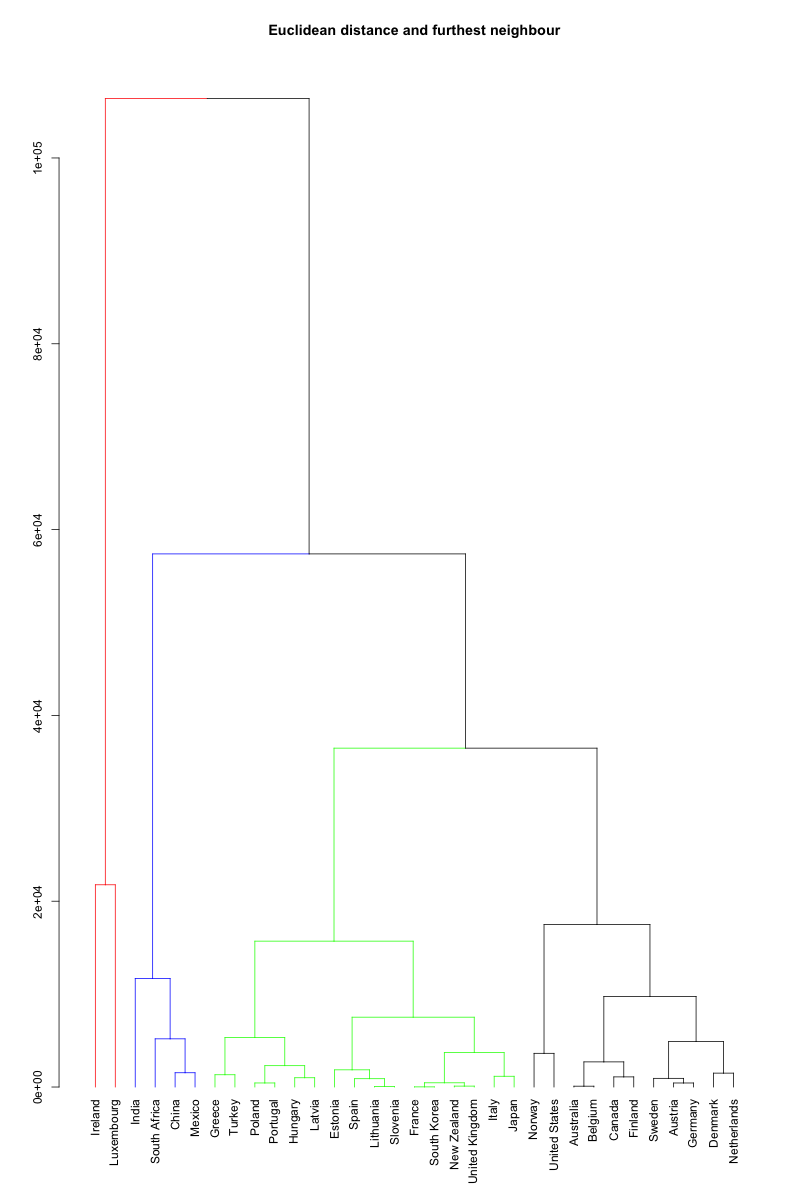 Euclidean distance and furthest neighbour
1e+05
8e+04
6e+04
4e+04
2e+04
0e+00
Ireland
Luxembourg
India
South Africa
China
Mexico
Greece
Turkey
Poland
Portugal
Hungary
Latvia
Estonia
Spain
Lithuania
Slovenia
France
South Korea
New Zealand
United Kingdom
Italy
Japan
Norway
United States
Australia
Belgium
Canada
Finland
Sweden
Austria
Germany
Denmark
Netherlands